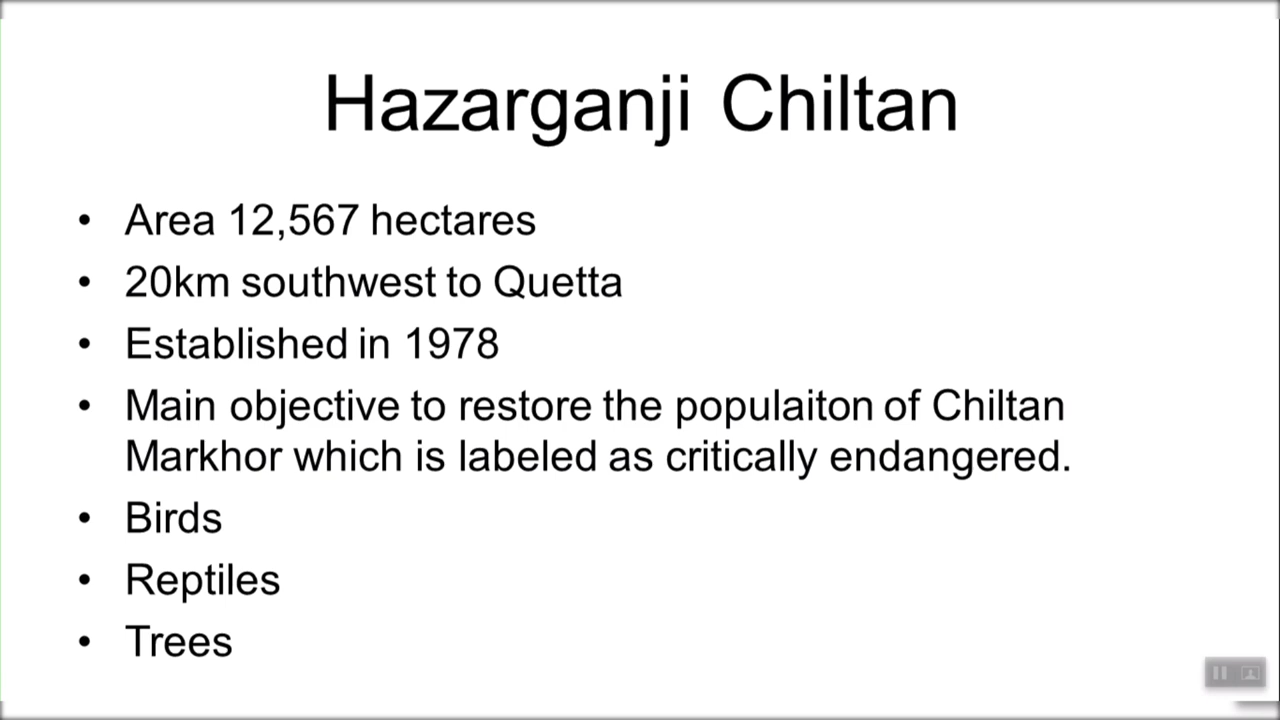 Hazarganji Chiltan
• Area 12,567 hectares
• 20km southwest to Quetta
• Established in 1978
• Main objective to restore the populaiton of Chiltan
Markhor which is labeled as critically endangered.
• Birds
• Reptiles
• Trees